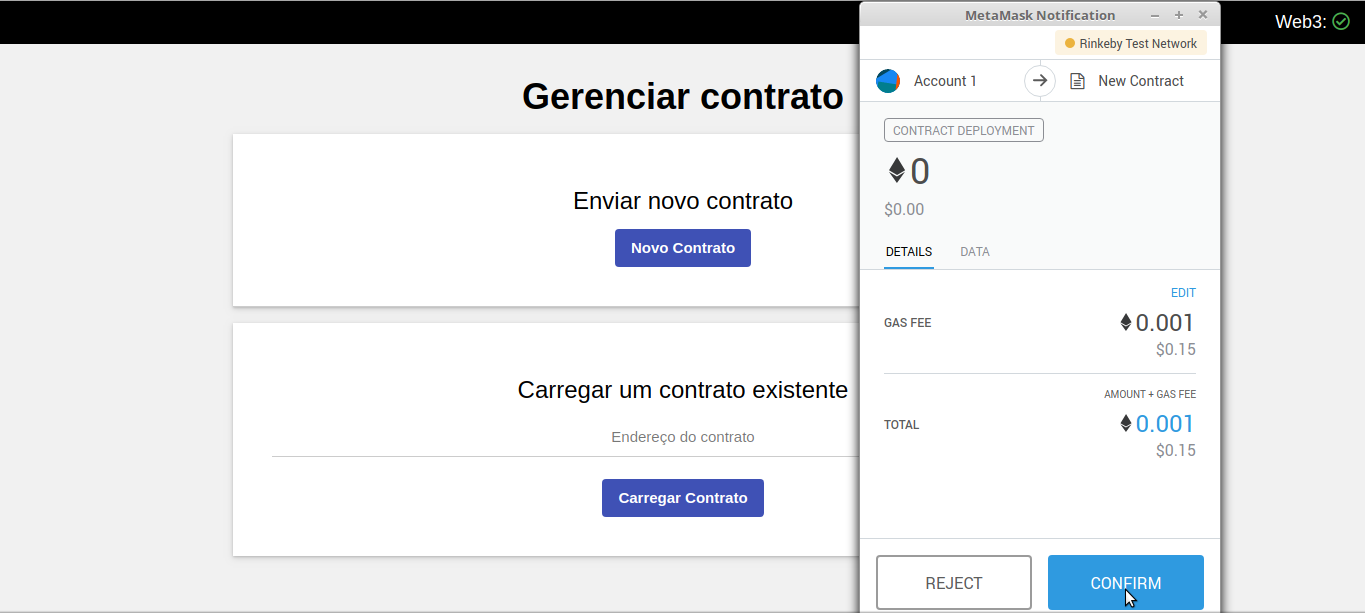 Web3:
Gerenciar contrato
Enviar novo contrato
Novo Contrato
Carregar um contrato existente
Endereço do contrato
Carregar Contrato
MetaMask Notification
Rinkeby Test Network
Account 1
New Contract
CONTRACT DEPLOYMENT
0
$0.00
DETAILS DATA
EDIT
GAS FEE 0.001
$0.15
AMOUNT + GAS FEE
TOTAL 0.001
$0.15
REJECT CONFIRM